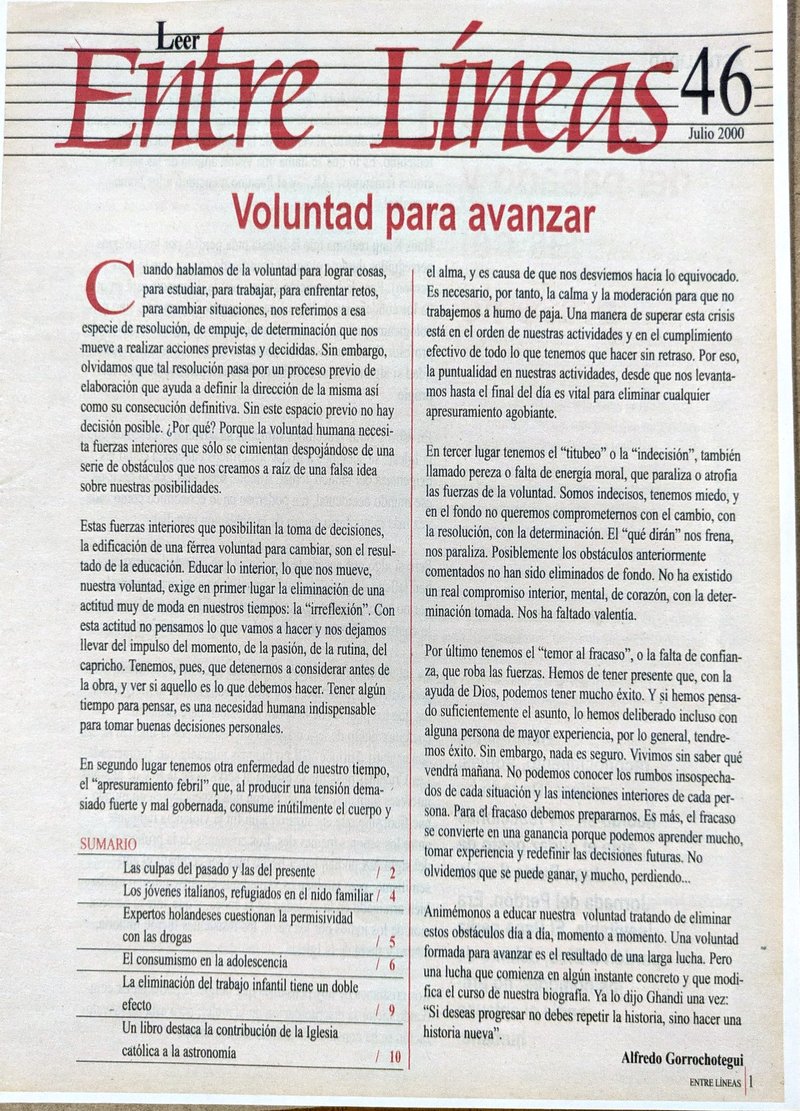 Leer
Entre Líneas
46
Julio 2000
Voluntad para avanzar
Cuando hablamos de la voluntad para lograr cosas,
para estudiar, para trabajar, para enfrentar retos,
para cambiar situaciones, nos referimos a esa
especie de resolución, de empuje, de determinación que nos
mueve a realizar acciones previstas y decididas. Sin embargo,
olvidamos que tal resolución pasa por un proceso previo de
elaboración que ayuda a definir la dirección de la misma así
como su consecución definitiva. Sin este espacio previo no hay
decisión posible. ¿Por qué? Porque la voluntad humana necesi-
ta fuerzas interiores que sólo se cimientan despojándose de una
serie de obstáculos que nos creamos a raíz de una falsa idea
sobre nuestras posibilidades.
Estas fuerzas interiores que posibilitan la toma de decisiones,
la edificación de una férrea voluntad para cambiar, son el resul-
tado de la educación. Educar lo interior, lo que nos mueve,
nuestra voluntad, exige en primer lugar la eliminación de una
actitud muy de moda en nuestros tiempos: la “irreflexión”. Con
esta actitud no pensamos lo que vamos a hacer y nos dejamos
llevar del impulso del momento, de la pasión, de la rutina, del
capricho. Tenemos, pues, que detenernos a considerar antes de
la obra, y ver si aquello es lo que debemos hacer. Tener algún
tiempo para pensar, es una necesidad humana indispensable
para tomar buenas decisiones personales.
En segundo lugar tenemos otra enfermedad de nuestro tiempo,
el “apresuramiento febril” que, al producir una tensión dema-
siado fuerte y mal gobernada, consume inútilmente el cuerpo y
SUMARIO
Las culpas del pasado y las del presente / 2
Los jóvenes italianos, refugiados en el nido familiar / 4
Expertos holandeses cuestionan la permisividad
con las drogas / 5
El consumismo en la adolescencia / 6
La eliminación del trabajo infantil tiene un doble
efecto / 9
Un libro destaca la contribución de la Iglesia
católica a la astronomía / 10
el alma, y es causa de que nos desviemos hacia lo equivocado.
Es necesario, por tanto, la calma y la moderación para que no
trabajemos a humo de paja. Una manera de superar esta crisis
está en el orden de nuestras actividades y en el cumplimiento
efectivo de todo lo que tenemos que hacer sin retraso. Por eso,
la puntualidad en nuestras actividades, desde que nos levanta-
mos hasta el final del día es vital para eliminar cualquier
apresuramiento agobiante.
En tercer lugar tenemos el “titubeo” o la “indecisión”, también
llamado pereza o falta de energía moral, que paraliza o atrofia
las fuerzas de la voluntad. Somos indecisos, tenemos miedo, y
en el fondo no queremos comprometernos con el cambio, con
la resolución, con la determinación. El “qué dirán” nos frena,
nos paraliza. Posiblemente los obstáculos anteriormente
comentados no han sido eliminados de fondo. No ha existido
un real compromiso interior, mental, de corazón, con la deter-
minación tomada. Nos ha faltado valentía.
Por último tenemos el “temor al fracaso”, o la falta de confian-
za, que roba las fuerzas. Hemos de tener presente que, con la
ayuda de Dios, podemos tener mucho éxito. Y si hemos pensa-
do suficientemente el asunto, lo hemos deliberado incluso con
alguna persona de mayor experiencia, por lo general, tendre-
mos éxito. Sin embargo, nada es seguro. Vivimos sin saber qué
vendrá mañana. No podemos conocer los rumbos insospecha-
dos de cada situación y las intenciones interiores de cada per-
sona. Para el fracaso debemos prepararnos. Es más, el fracaso
se convierte en una ganancia porque podemos aprender mucho,
tomar experiencia y redefinir las decisiones futuras. No
olvidemos que se puede ganar, y mucho, perdiendo...
Animémonos a educar nuestra voluntad tratando de eliminar
estos obstáculos día a día, momento a momento. Una voluntad
formada para avanzar es el resultado de una larga lucha. Pero
una lucha que comienza en algún instante concreto y que modi-
fica el curso de nuestra biografía. Ya lo dijo Ghandi una vez:
“Si deseas progresar no debes repetir la historia, sino hacer una
historia nueva”.
Alfredo Gorrochotegui
ENTRE LÍNEAS 1